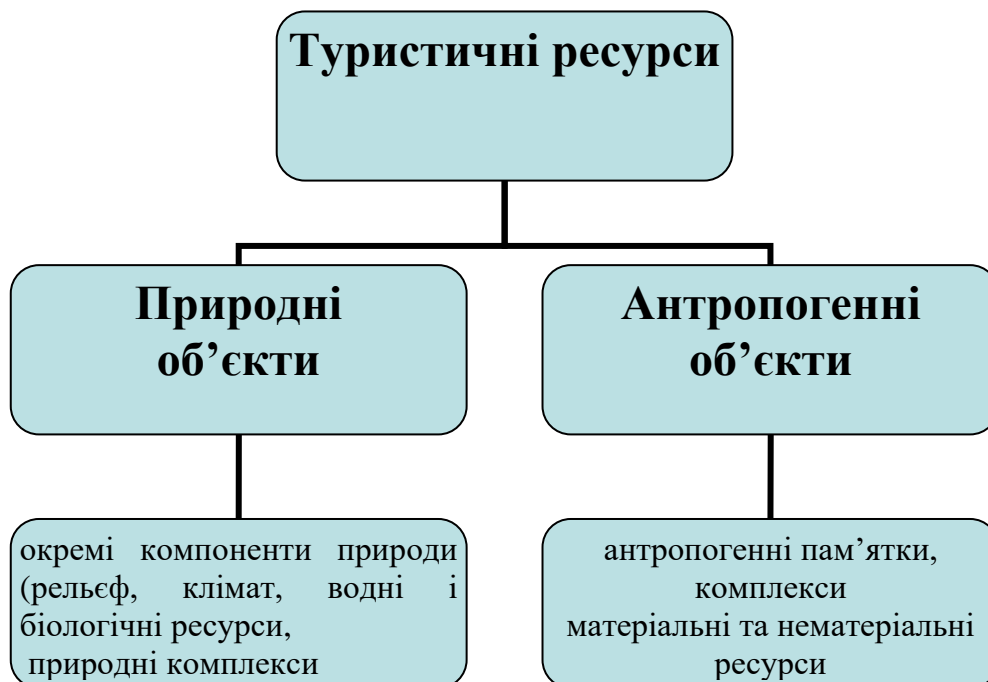 Туристичні ресурси
Природні
об’єкти
Антропогенні
об’єкти
окремі компоненти природи
(рельєф, клімат, водні і
біологічні ресурси,
природні комплекси
антропогенні пам’ятки,
комплекси
матеріальні та нематеріальні
ресурси